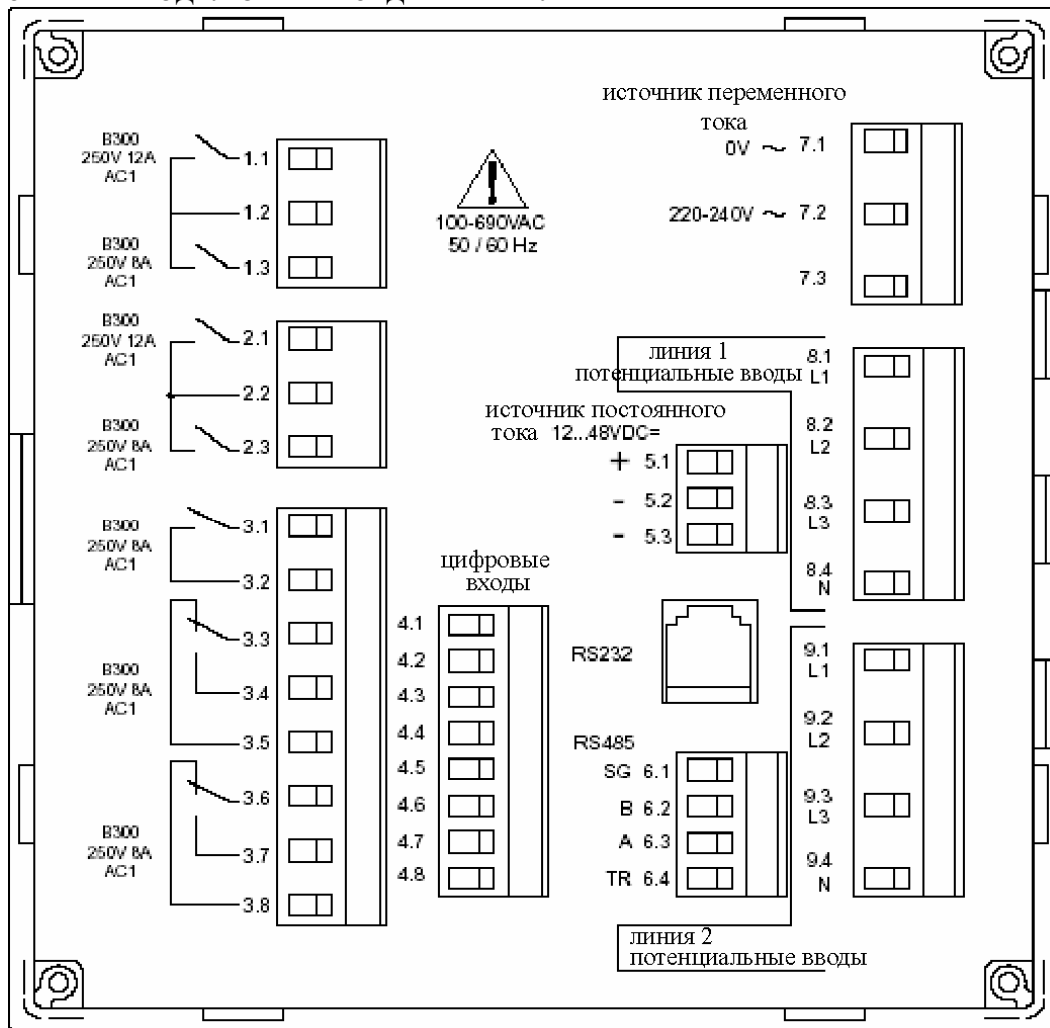 B300
250V 12A
AC1
1.1
1.2
B300
250V 8A
AC1
1.3
B300
250V 12A
AC1
2.1
2.2
B300
250V 8A
AC1
2.3
B300
250V 8A
AC1
3.1
3.2
3.3
B300
250V 8A
AC1
3.4
3.5
3.6
B300
250V 8A
AC1
3.7
3.8
100-690VAC
50 / 60 Hz
цифровые
входы
4.1
4.2
4.3
4.4
4.5
4.6
4.7
4.8
источник переменного
тока
0V ~ 7.1
220-240V ~ 7.2
7.3
линия 1
потенциальные вводы
8.1
L1
8.2
L2
8.3
L3
8.4
N
источник постоянного
тока 12...48VDC=
+ 5.1
- 5.2
- 5.3
RS232
RS485
SG 6.1
B 6.2
A 6.3
TR 6.4
9.1
L1
9.2
L2
9.3
L3
9.4
N
линия 2
потенциальные вводы